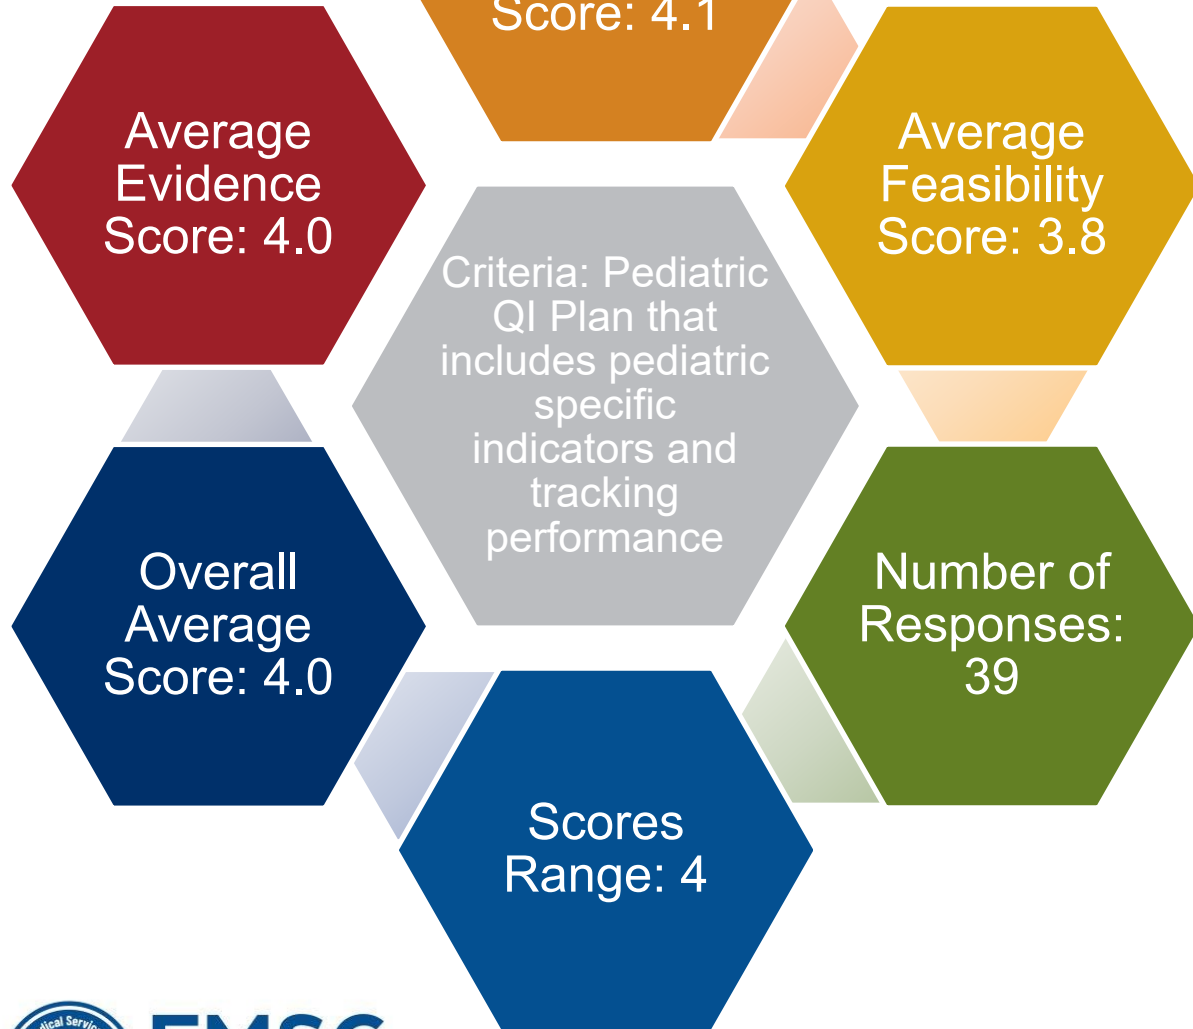 Score: 4.1
Average
Evidence
Score: 4.0
Average
Feasibility
Score: 3.8
Criteria: Pediatric
QI Plan that
includes pediatric
specific
indicators and
tracking
performance
Overall
Average
Score: 4.0
Number of
Responses:
39
Scores
Range: 4
EMSC